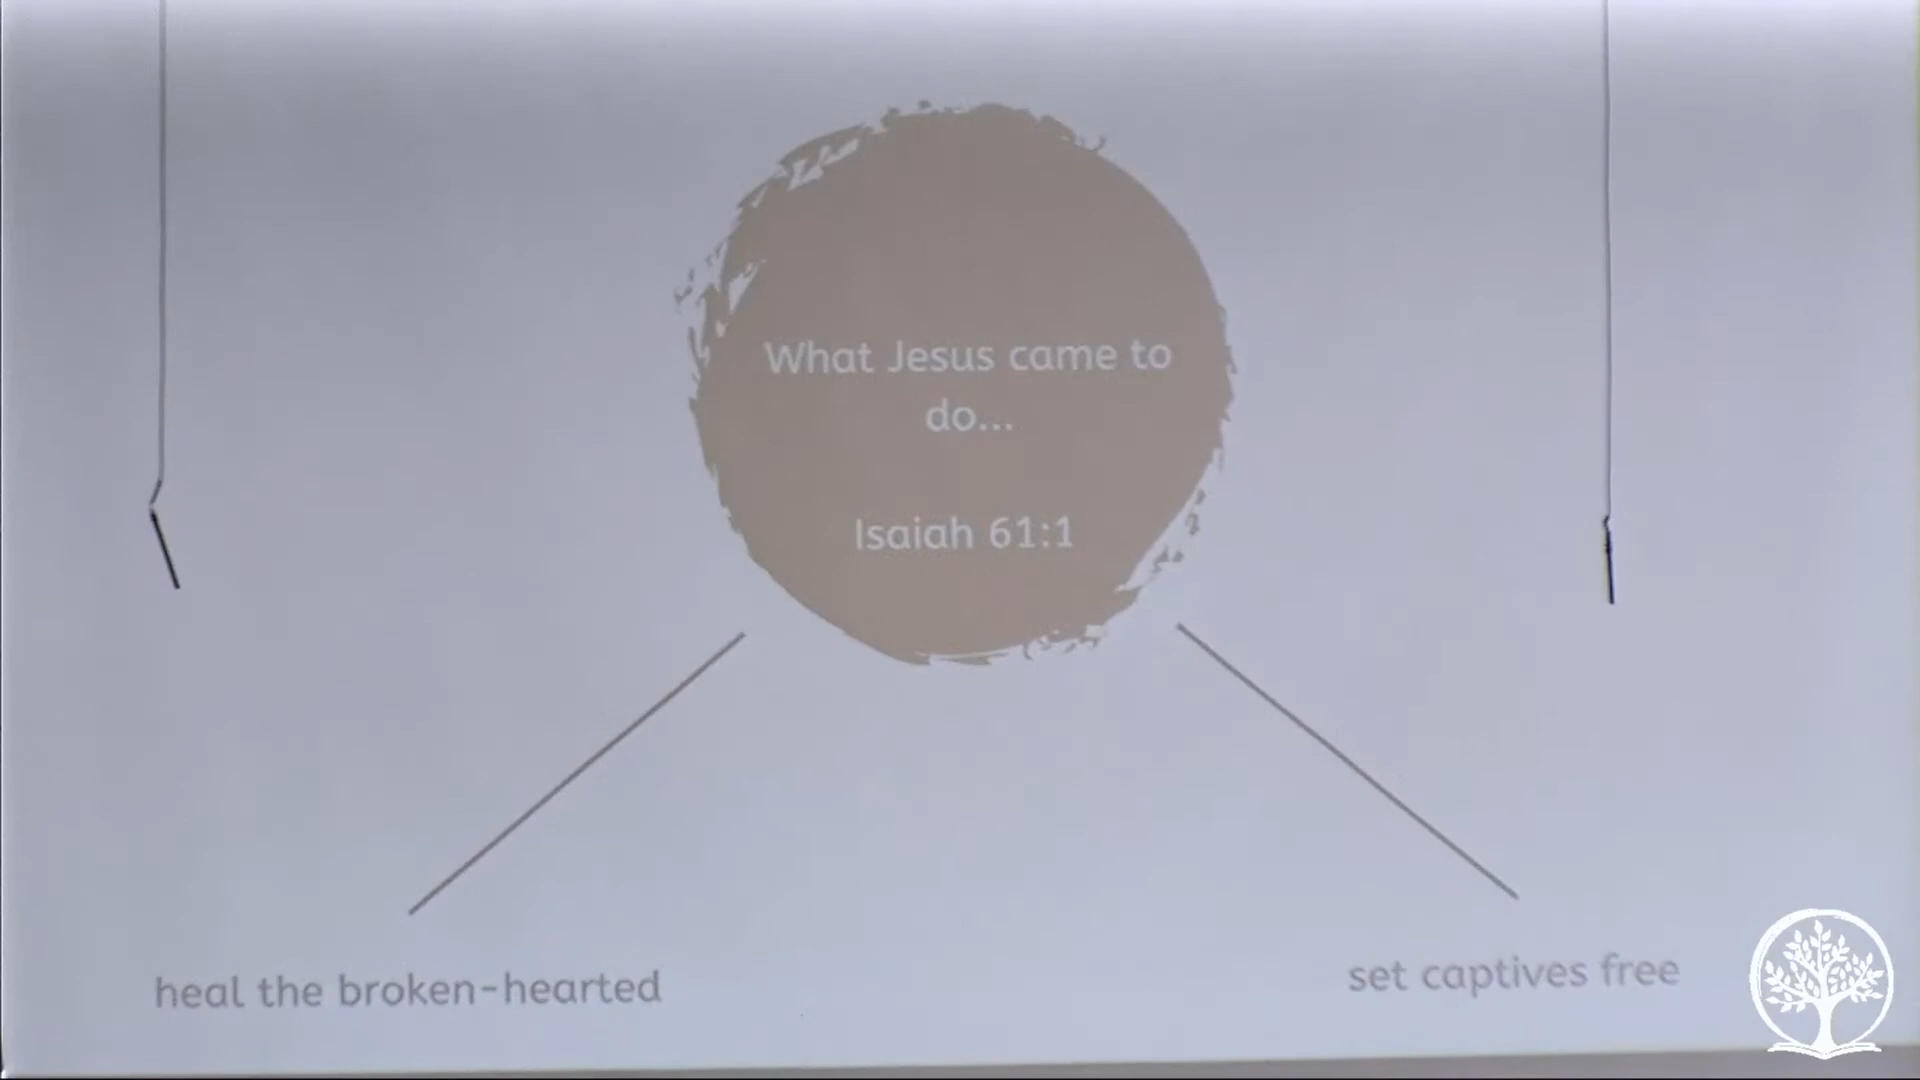 What Jesus came to
do...
Isaiah 61:1
heal the broken-hearted
set captives free